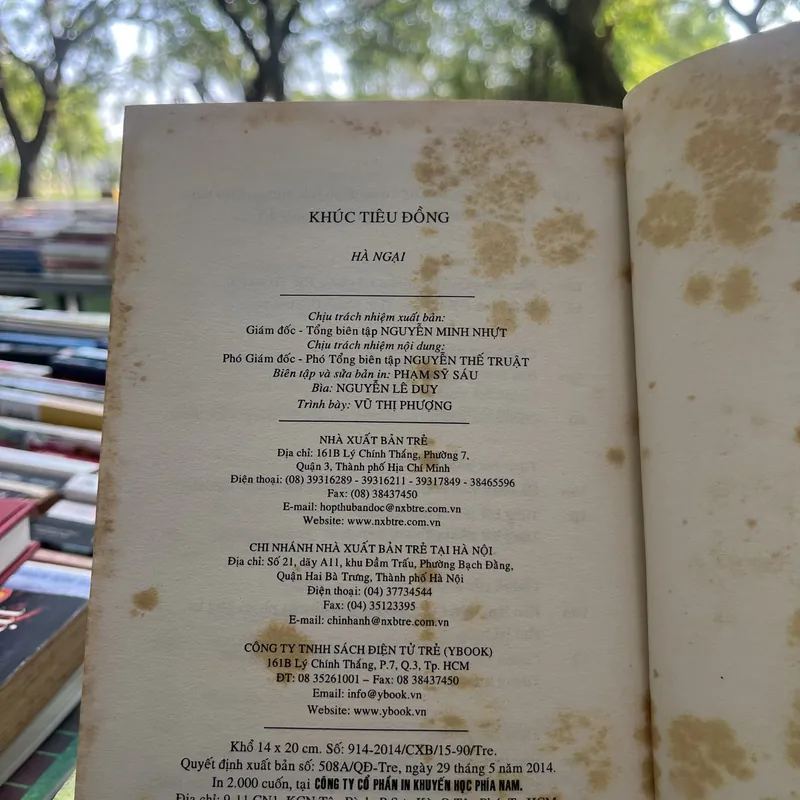 KHÚC TIÊU ĐỒNG
HÀ NGẠI
Chịu trách nhiệm xuất bản:
Giám đốc - Tổng biên tập NGUYỄN MINH NHỰT
Chịu trách nhiệm nội dung:
Phó Giám đốc - Phó Tổng biên tập NGUYỄN THẾ TRUẬT
Biên tập và sửa bản in: PHẠM SỸ SÁU
Bìa: NGUYỄN LÊ DUY
Trình bày: VŨ THỊ PHƯỢNG
NHÀ XUẤT BẢN TRẺ
Địa chỉ: 161B Lý Chính Thắng, Phường 7,
Quận 3, Thành phố Hịa Chí Minh
Điện thoại: (08) 39316289 - 39316211 - 39317849 - 38465596
Fax: (08) 38437450
E-mail: hopthubandoc@nxbtre.com.vn
Website: www.nxbtre.com.vn
CHI NHÁNH NHÀ XUẤT BẢN TRẺ TẠI HÀ NỘI
Địa chỉ: Số 21, dãy A11, khu Đầm Trấu, Phường Bạch Đằng,
Quận Hai Bà Trưng, Thành phố Hà Nội
Điện thoại: (04) 37734544
Fax: (04) 35123395
E-mail: chinhanh@nxbtre.com.vn
CÔNG TY TNHH SÁCH ĐIỆN TỬ TRẺ (YBOOK)
161B Lý Chính Thắng, P.7, Q.3, Tp. HCM
ĐT: 08 35261001 – Fax: 08 38437450
Email: info@ybook.vn
Website: www.ybook.vn
Khổ 14 x 20 cm. Số: 914-2014/CXB/15-90/Tre.
Quyết định xuất bản số: 508A/QĐ-Tre, ngày 29 tháng 5 năm 2014.
In 2.000 cuốn, tại CÔNG TY CỔ PHẦN IN KHUYẾN HỌC PHÍA NAM.
Địa chỉ: 9-11 CN1, KCN